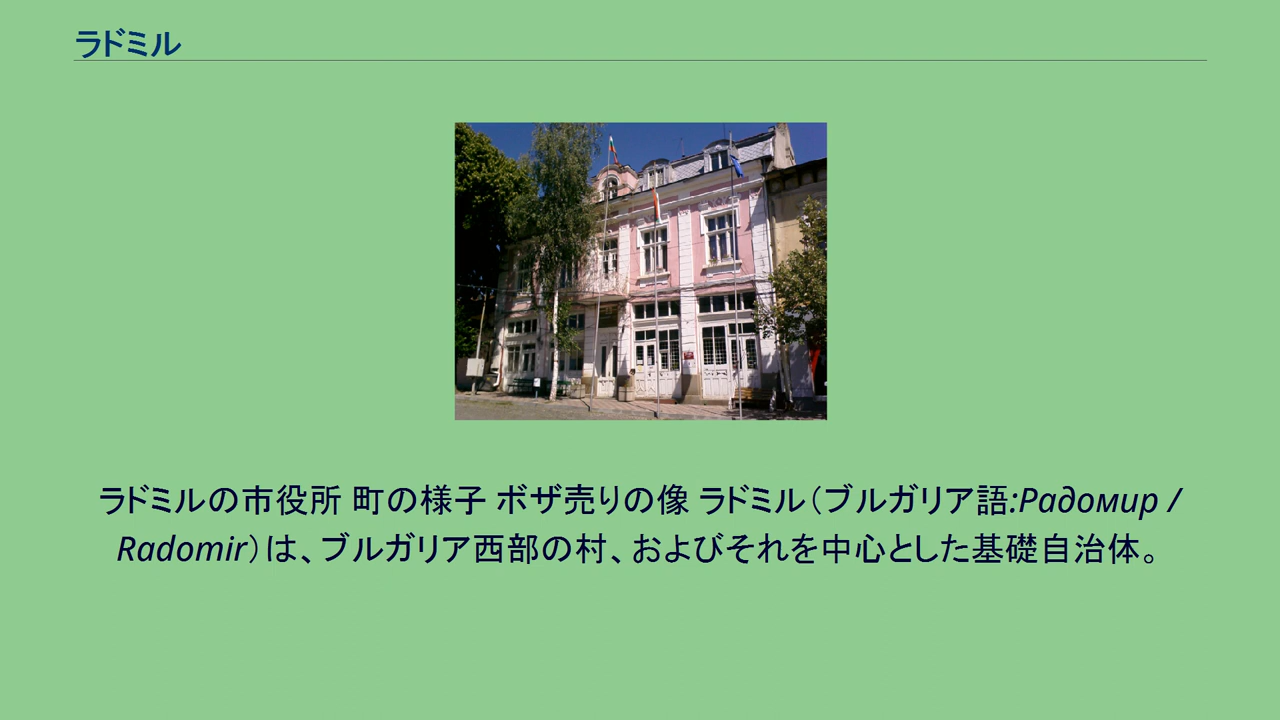 ラドミル
ラドミルの市役所 町の様子 ボザ売りの像 ラドミル（ブルガリア語:Радомир /
Radomir）は、ブルガリア西部の村、およびそれを中心とした基礎自治体。